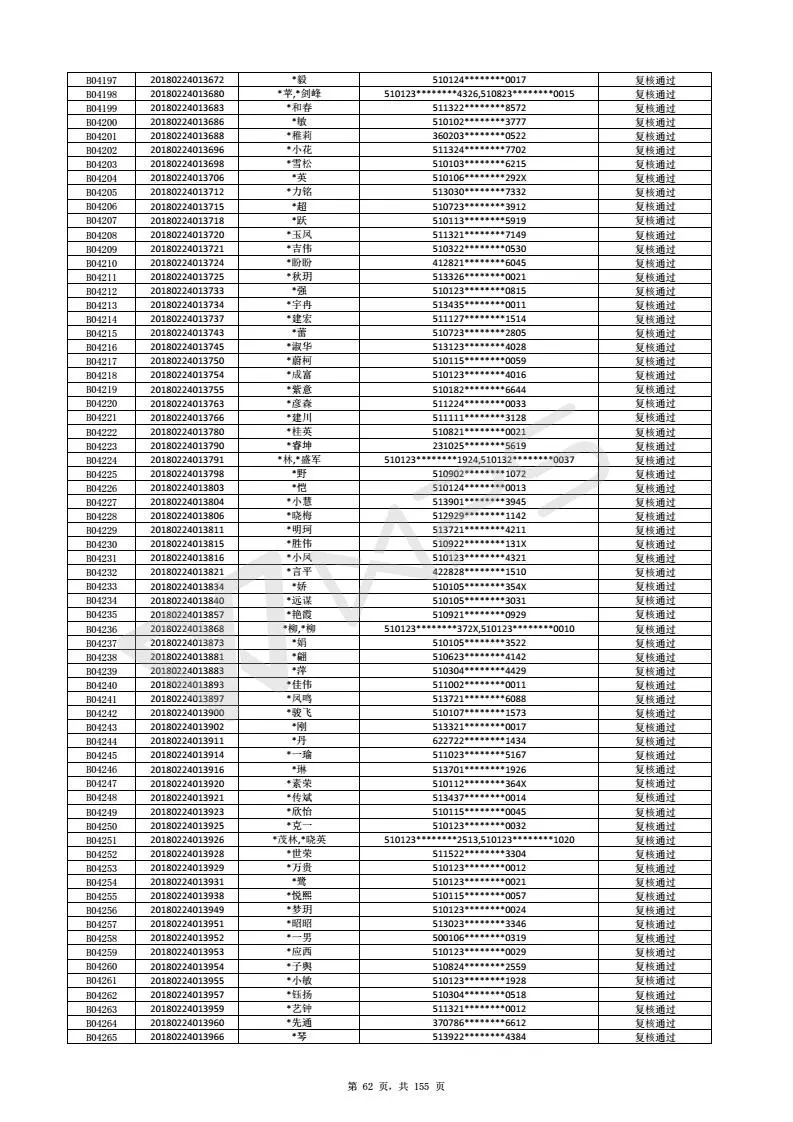 B04197 20180224013672 *毅 510124********0017 复核通过
B04198 20180224013680 *苹,*剑峰 510123********4326,510823********0015 复核通过
B04199 20180224013683 *和春 511322********8572 复核通过
B04200 20180224013686 *敏 510102********3777 复核通过
B04201 20180224013688 *稚莉 360203********0522 复核通过
B04202 20180224013696 *小花 511324********7702 复核通过
B04203 20180224013698 *雪松 510103********6215 复核通过
B04204 20180224013706 *英 510106********292X 复核通过
B04205 20180224013712 *力铭 513030********7332 复核通过
B04206 20180224013715 *超 510723********3912 复核通过
B04207 20180224013718 *跃 510113********5919 复核通过
B04208 20180224013720 *玉凤 511321********7149 复核通过
B04209 20180224013721 *吉伟 510322********0530 复核通过
B04210 20180224013724 *盼盼 412821********6045 复核通过
B04211 20180224013725 *秋玥 513326********0021 复核通过
B04212 20180224013733 *强 510123********0815 复核通过
B04213 20180224013734 *宇冉 513435********0011 复核通过
B04214 20180224013737 *建宏 511127********1514 复核通过
B04215 20180224013743 *蕾 510723********2805 复核通过
B04216 20180224013745 *淑华 513123********4028 复核通过
B04217 20180224013750 *蔚柯 510115********0059 复核通过
B04218 20180224013754 *成富 510123********4016 复核通过
B04219 20180224013755 *紫意 510182********6644 复核通过
B04220 20180224013763 *彦森 511224********0033 复核通过
B04221 20180224013766 *建川 511111********3128 复核通过
B04222 20180224013780 *桂英 510821********0021 复核通过
B04223 20180224013790 *睿坤 231025********5619 复核通过
B04224 20180224013791 *林,*盛军 510123********1924,510132********0037 复核通过
B04225 20180224013798 *野 510902********1072 复核通过
B04226 20180224013803 *恺 510124********0013 复核通过
B04227 20180224013804 *小慧 513901********3945 复核通过
B04228 20180224013806 *晓梅 512929********1142 复核通过
B04229 20180224013811 *明珂 513721********4211 复核通过
B04230 20180224013815 *胜伟 510922********131X 复核通过
B04231 20180224013816 *小凤 510123********4321 复核通过
B04232 20180224013821 *言平 422828********1510 复核通过
B04233 20180224013834 *娇 510105********354X 复核通过
B04234 20180224013840 *远谋 510105********3031 复核通过
B04235 20180224013857 *艳霞 510921********0929 复核通过
B04236 20180224013868 *柳,*柳 510123********372X,510123********0010 复核通过
B04237 20180224013873 *娟 510105********3522 复核通过
B04238 20180224013881 *翩 510623********4142 复核通过
B04239 20180224013883 *萍 510304********4429 复核通过
B04240 20180224013893 *佳伟 511002********0011 复核通过
B04241 20180224013897 *凤鸣 513721********6088 复核通过
B04242 20180224013900 *骏飞 510107********1573 复核通过
B04243 20180224013902 *刚 513321********0017 复核通过
B04244 20180224013911 *丹 622722********1434 复核通过
B04245 20180224013914 *一瑜 511023********5167 复核通过
B04246 20180224013916 *琳 513701********1926 复核通过
B04247 20180224013920 *素荣 510112********364X 复核通过
B04248 20180224013921 *传斌 513437********0014 复核通过
B04249 20180224013923 *欣怡 510115********0045 复核通过
B04250 20180224013925 *克一 510123********0032 复核通过
B04251 20180224013926 *茂林,*晓英 510123********2513,510123********1020 复核通过
B04252 20180224013928 *世荣 511522********3304 复核通过
B04253 20180224013929 *万贵 510123********0012 复核通过
B04254 20180224013931 *鹭 510123********0021 复核通过
B04255 20180224013938 *悦熙 510115********0057 复核通过
B04256 20180224013949 *梦玥 510123********0024 复核通过
B04257 20180224013951 *昭昭 513023********3346 复核通过
B04258 20180224013952 *一男 500106********0319 复核通过
B04259 20180224013953 *应西 510123********0029 复核通过
B04260 20180224013954 *子舆 510824********2559 复核通过
B04261 20180224013955 *小敏 510123********1928 复核通过
B04262 20180224013957 *钰扬 510304********0518 复核通过
B04263 20180224013959 *艺钟 511321********0012 复核通过
B04264 20180224013960 *先通 370786********6612 复核通过
B04265 20180224013966 *琴 513922********4384 复核通过
第 62 页，共 155 页
WPS